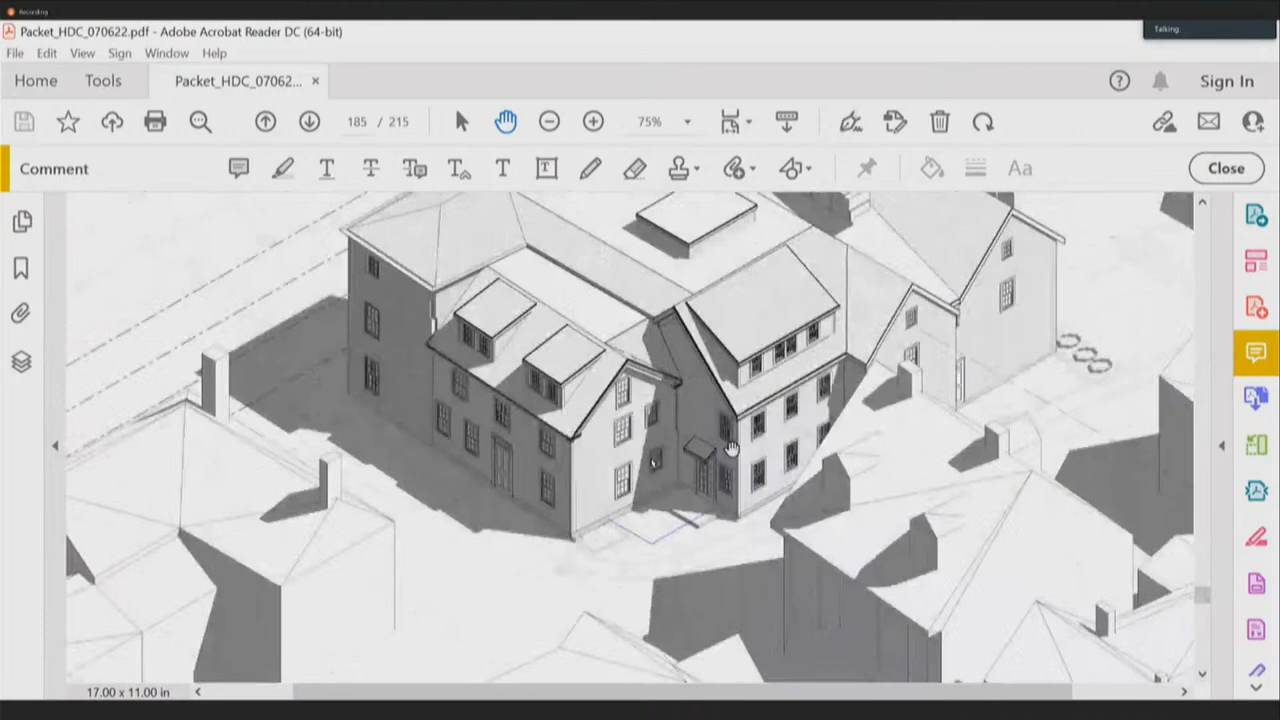 Recording
Packet_HDC_070622.pdf - Adobe Acrobat Reader DC (64-bit)
Talking:
File Edit View Sign Window Help
Home Tools Packet_HDC_07062... × Sign In
185 / 215 75%
Comment Close
T T T T T Aa
17.00 x 11.00 in